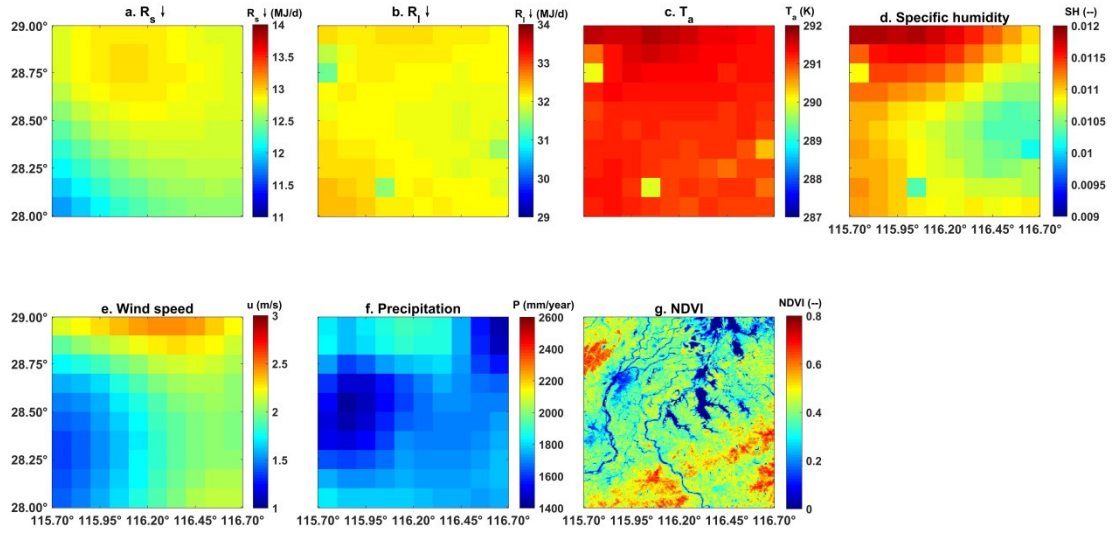 a. Rs ↓ Rs ↓ (MJ/d) b. Rl ↓ Rl ↓ (MJ/d) c. Ta Ta (K) d. Specific humidity SH (--)
29.00° 14 34 292 0.012
13.5 33 291 0.0115
28.75° 0.011
13 32 290
28.50° 12.5 0.0105
31 289
28.25° 12 0.01
11.5 30 288 0.0095
28.00° 11 29 287 0.009
115.70° 115.95° 116.20° 116.45° 116.70°
e. Wind speed u (m/s) f. Precipitation P (mm/year) g. NDVI NDVI (--)
29.00° 3 2600 0.8
2400
28.75° 2.5 2200 0.6
28.50° 2 2000 0.4
1800
28.25° 1.5 0.2
1600
28.00° 1 1400 0
115.70° 115.95° 116.20° 116.45° 116.70° 115.70° 115.95° 116.20° 116.45° 116.70° 115.70° 115.95° 116.20° 116.45° 116.70°